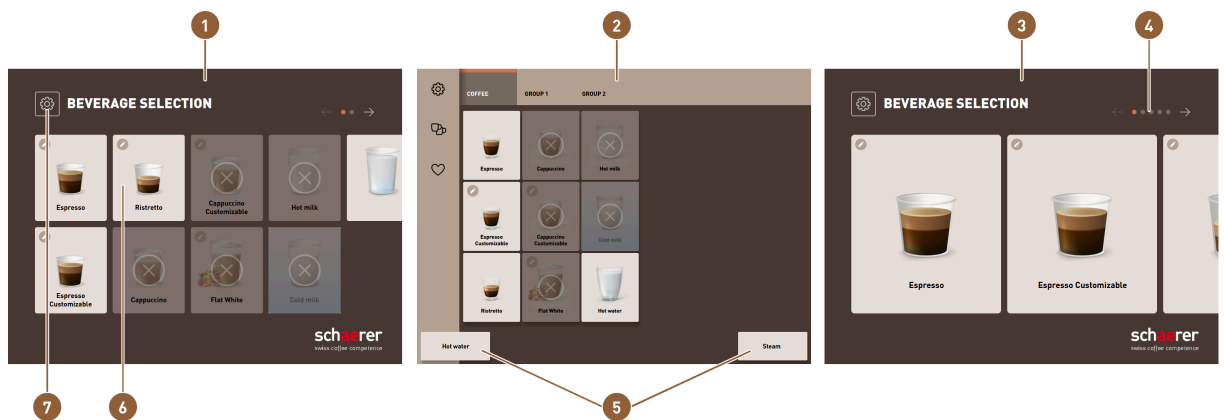 1
2
3
4
BEVERAGE SELECTION
Espresso
Ristretto
Cappuccino
Customizable
Hot milk
Espresso
Customizable
Cappuccino
Flat White
Cold milk
schaerer
swiss coffee competence
COFFEE
GROUP 1
GROUP 2
Espresso
Cappuccino
Hot milk
Espresso
Customizable
Cappuccino
Customizable
Cold milk
Ristretto
Flat White
Hot water
Hot water
Steam
BEVERAGE SELECTION
Espresso
Espresso Customizable
schaerer
swiss coffee competence
7
6
5